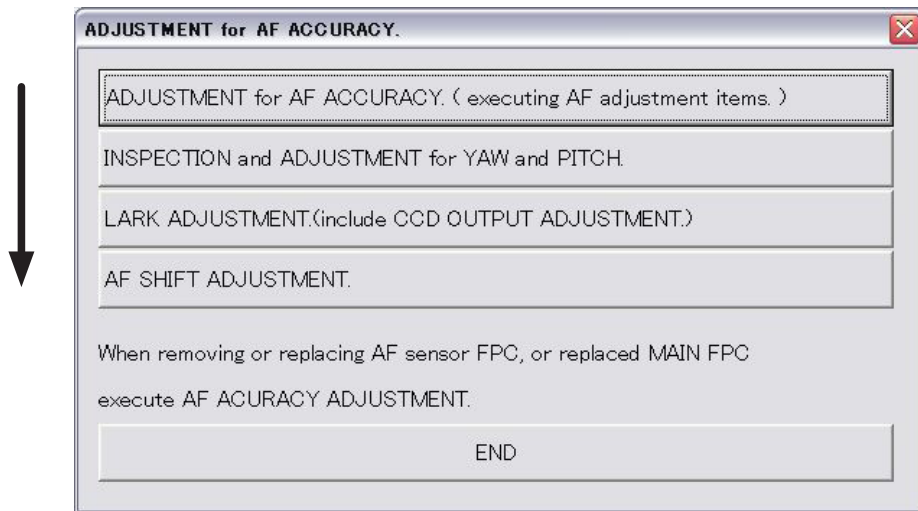 ADJUSTMENT for AF ACCURACY.
ADJUSTMENT for AF ACCURACY. ( executing AF adjustment items. )
INSPECTION and ADJUSTMENT for YAW and PITCH.
LARK ADJUSTMENT.(include CCD OUTPUT ADJUSTMENT.)
AF SHIFT ADJUSTMENT.
When removing or replacing AF sensor FPC, or replaced MAIN FPC
execute AF ACURACY ADJUSTMENT.
END